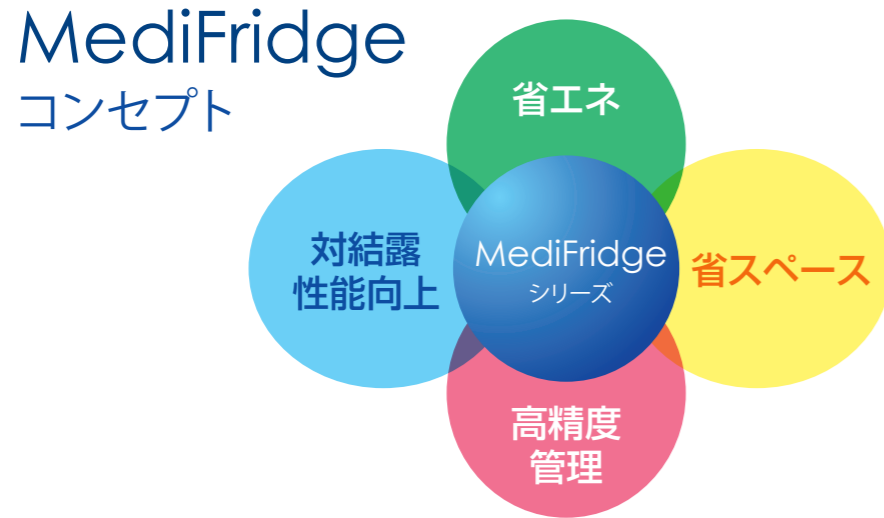 MediFridge
コンセプト
省エネ
対結露
性能向上
MediFridge
シリーズ
省スペース
高精度
管理